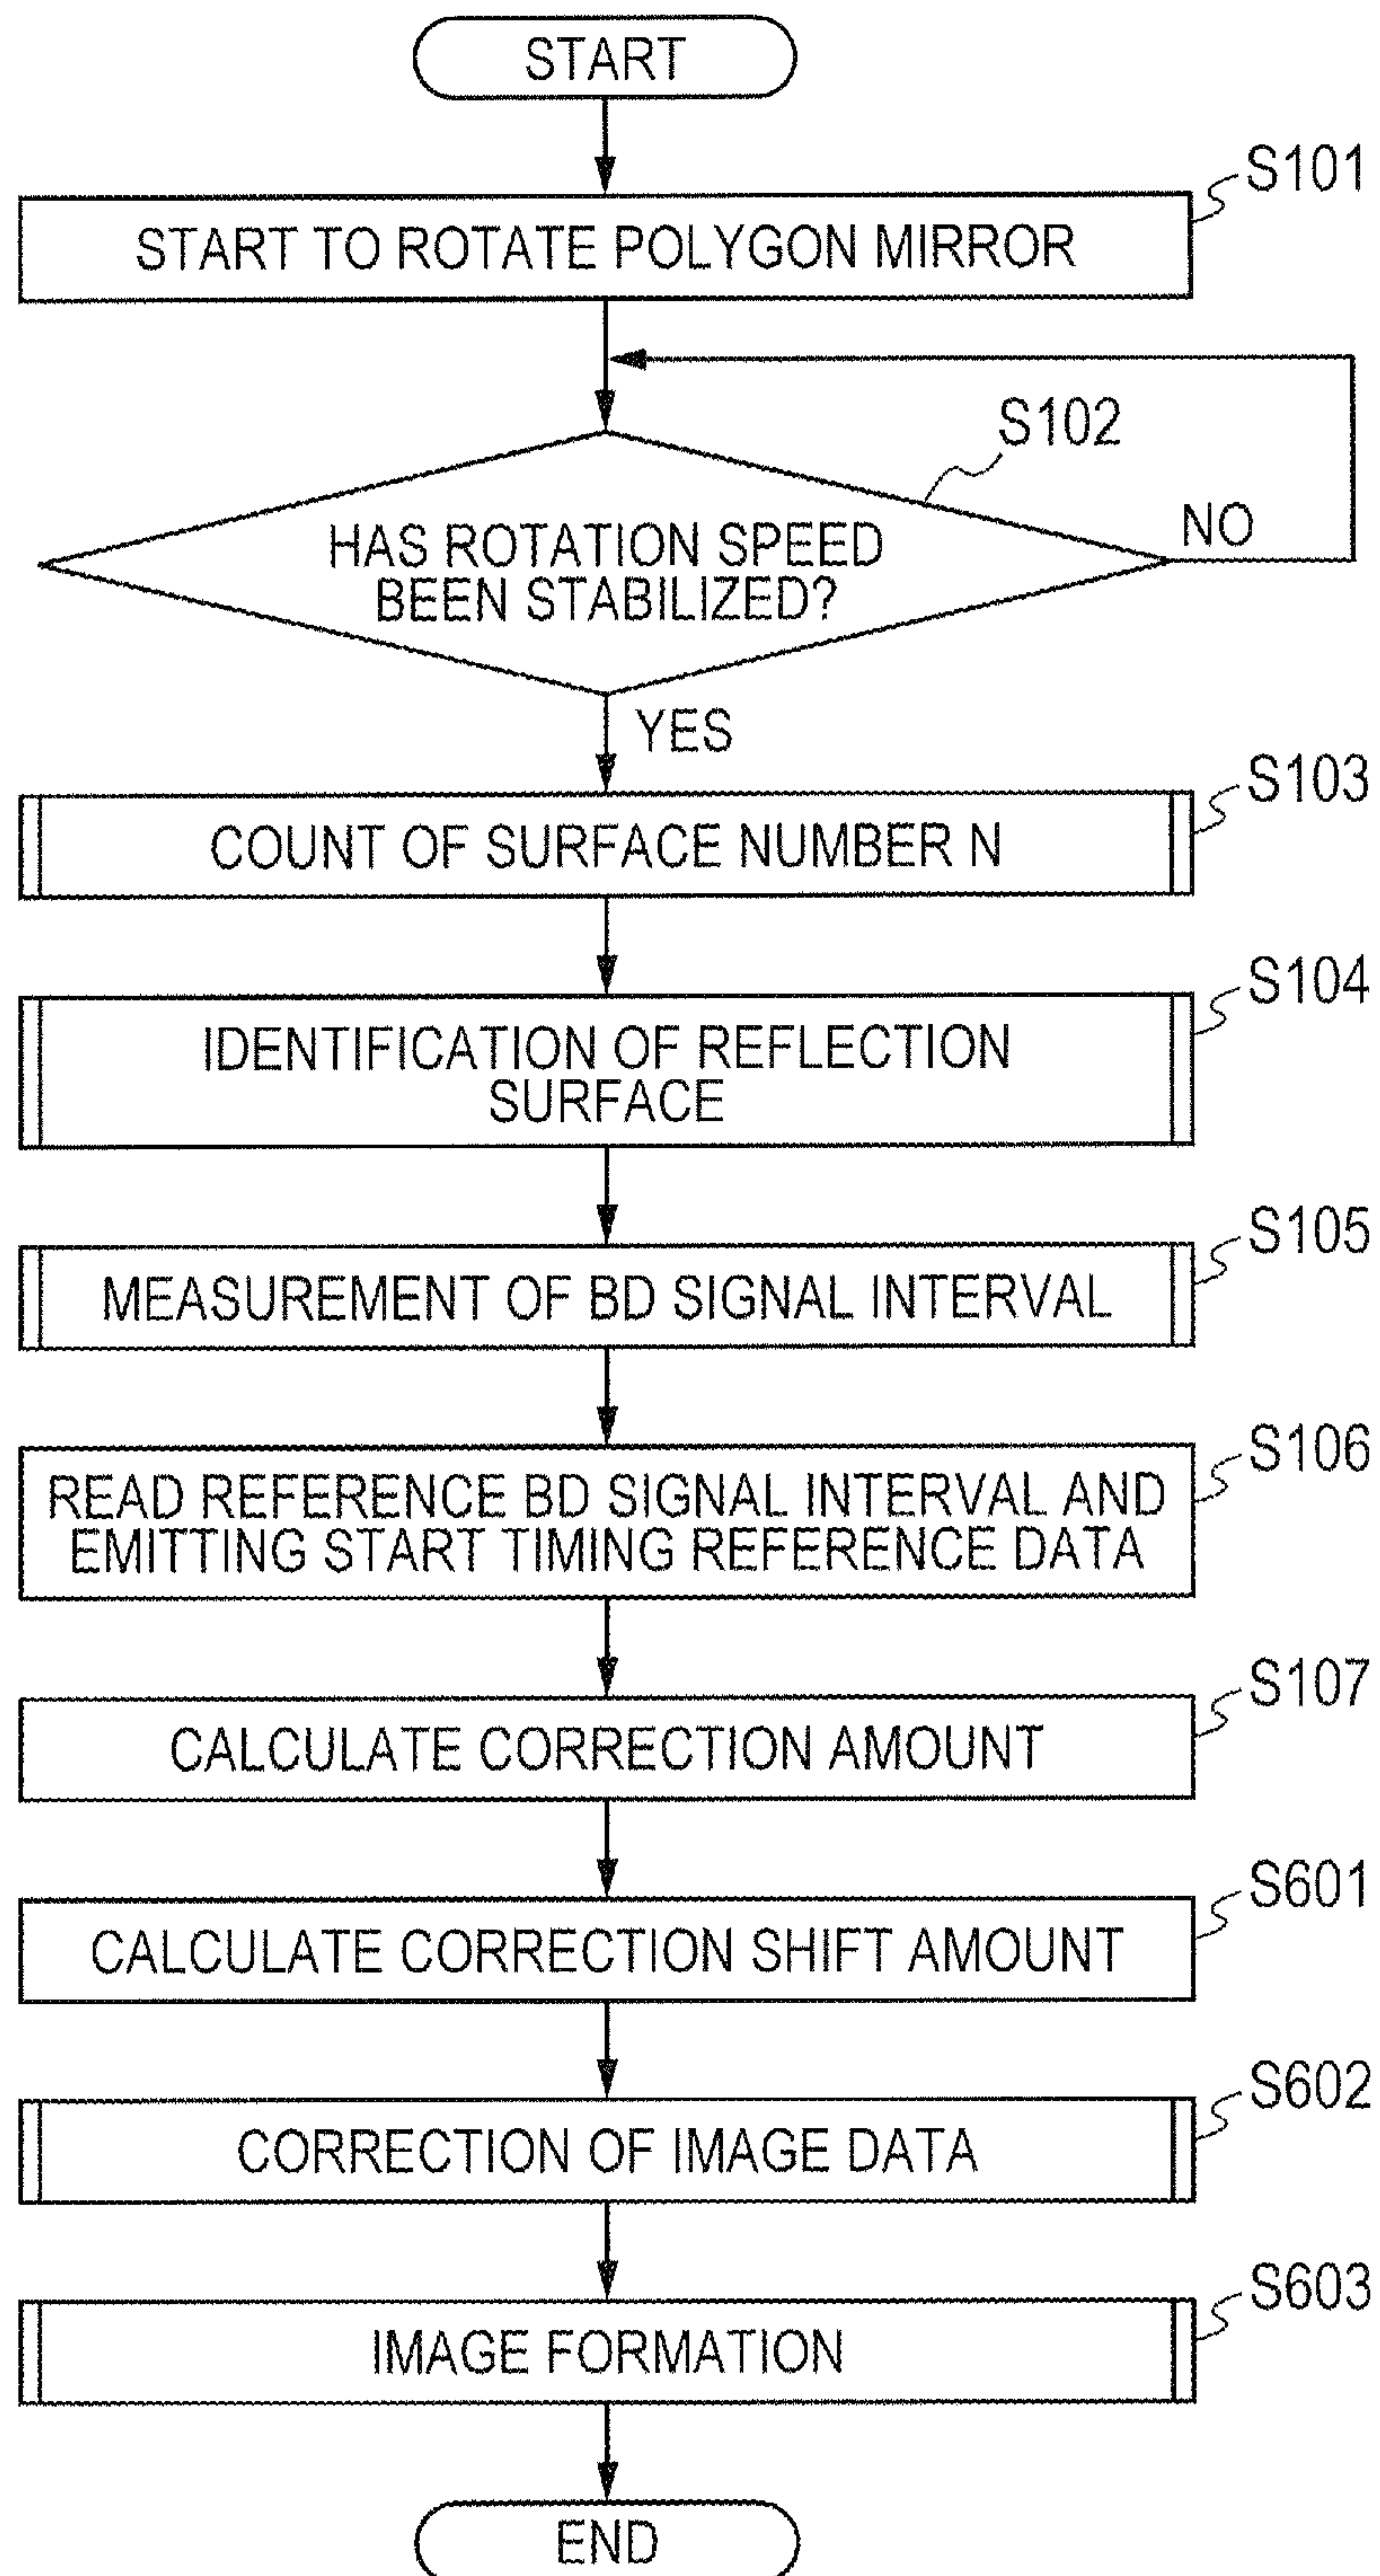 START
S101
START TO ROTATE POLYGON MIRROR
S102
HAS ROTATION SPEED
BEEN STABILIZED?
NO
YES
S103
COUNT OF SURFACE NUMBER N
S104
IDENTIFICATION OF REFLECTION
SURFACE
S105
MEASUREMENT OF BD SIGNAL INTERVAL
S106
READ REFERENCE BD SIGNAL INTERVAL AND
EMITTING START TIMING REFERENCE DATA
S107
CALCULATE CORRECTION AMOUNT
S601
CALCULATE CORRECTION SHIFT AMOUNT
S602
CORRECTION OF IMAGE DATA
S603
IMAGE FORMATION
END